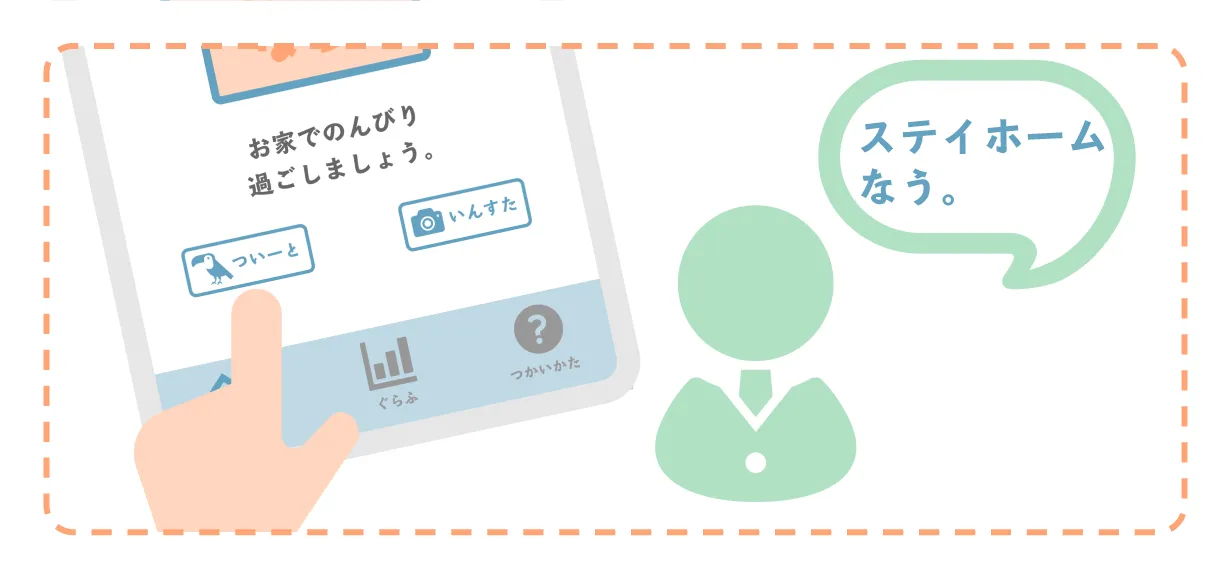 お家でのんびり
過ごしましょう。
ついーと
いんすた
ぐらふ
つかいかた
ステイホーム
なう。